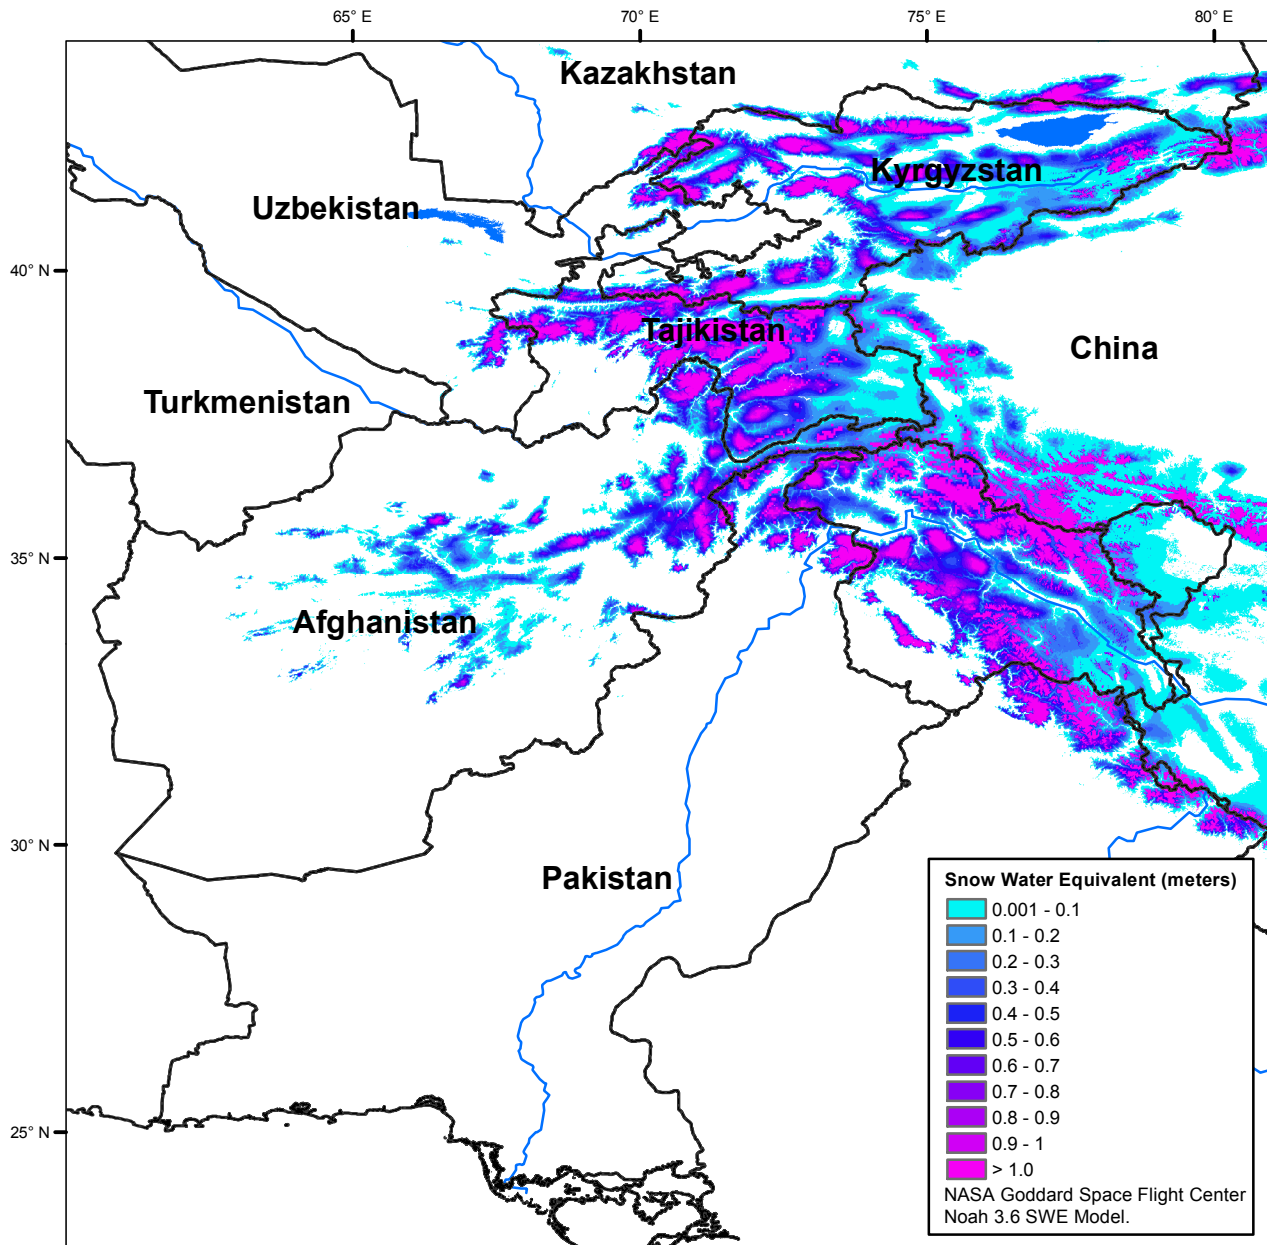 65° E
70° E
75° E
80° E
Kazakhstan
Kyrgyzstan
Uzbekistan
40° N
Tajikistan
China
Turkmenistan
35° N
Afghanistan
30° N
Pakistan
25° N
Snow Water Equivalent (meters)
0.001 - 0.1
0.1 - 0.2
0.2 - 0.3
0.3 - 0.4
0.4 - 0.5
0.5 - 0.6
0.6 - 0.7
0.7 - 0.8
0.8 - 0.9
0.9 - 1
> 1.0
NASA Goddard Space Flight Center
Noah 3.6 SWE Model.